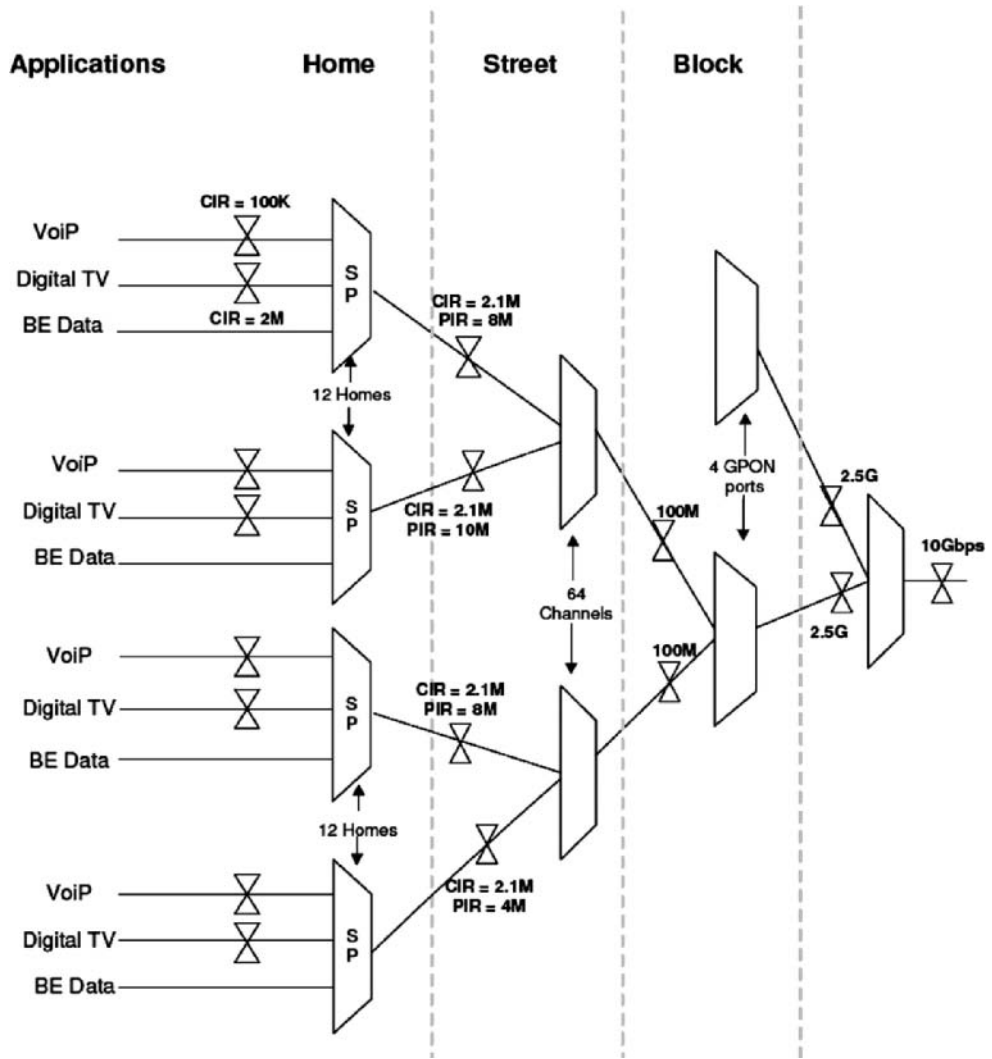 Applications
Home
Street
Block
CIR = 100K
VoiP
Digital TV
BE Data
CIR = 2M
S
P
CIR = 2.1M
PIR = 8M
12 Homes
VoiP
Digital TV
BE Data
S
P
CIR = 2.1M
PIR = 10M
4 GPON
ports
2.5G
100M
10Gbps
64
Channels
2.5G
100M
VoiP
Digital TV
BE Data
S
P
CIR = 2.1M
PIR = 8M
12 Homes
VoiP
Digital TV
BE Data
S
P
CIR = 2.1M
PIR = 4M